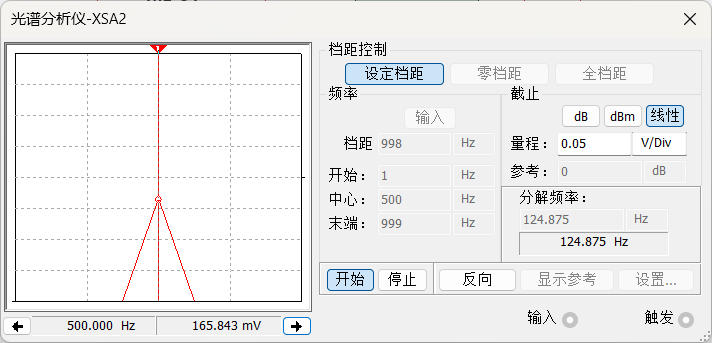 光谱分析仪-XSA2
档距控制
设定档距 零档距 全档距
频率
输入
档距 998 Hz
开始： 1 Hz
中心： 500 Hz
末端： 999 Hz
截止
dB dBm 线性
量程： 0.05 V/Div
参考： 0 dB
分解频率：
124.875 Hz
124.875 Hz
开始 停止 反向 显示参考 设置...
500.000 Hz 165.843 mV
输入 触发